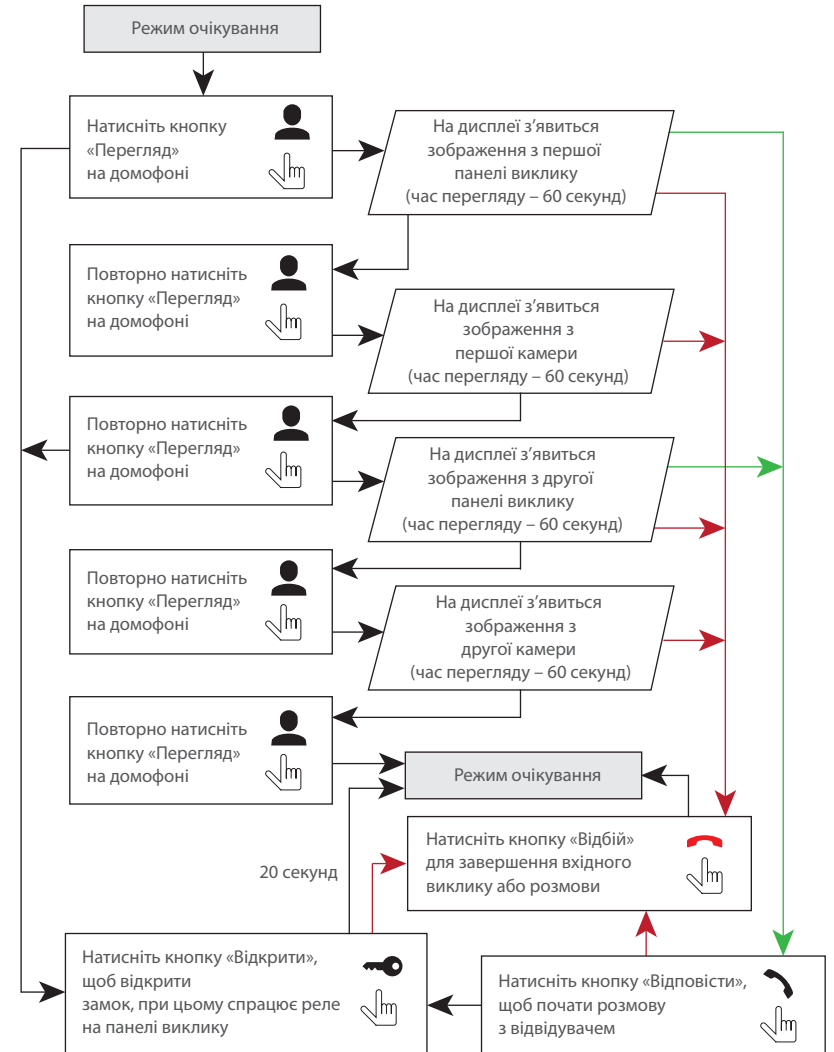 Режим очікування
Натисніть кнопку
«Перегляд»
на домофоні
На дисплеї з’явиться
зображення з першої
панелі виклику
(час перегляду – 60 секунд)
Повторно натисніть
кнопку «Перегляд»
на домофоні
На дисплеї з’явиться
зображення з
першої камери
(час перегляду – 60 секунд)
Повторно натисніть
кнопку «Перегляд»
на домофоні
На дисплеї з’явиться
зображення з другої
панелі виклику
(час перегляду – 60 секунд)
Повторно натисніть
кнопку «Перегляд»
на домофоні
На дисплеї з’явиться
зображення з
другої камери
(час перегляду – 60 секунд)
Повторно натисніть
кнопку «Перегляд»
на домофоні
Режим очікування
Натисніть кнопку «Відбій»
для завершення вхідного
виклику або розмови
20 секунд
Натисніть кнопку «Відкрити»,
щоб відкрити
замок, при цьому спрацює реле
на панелі виклику
Натисніть кнопку «Відповісти»,
щоб почати розмову
з відвідувачем